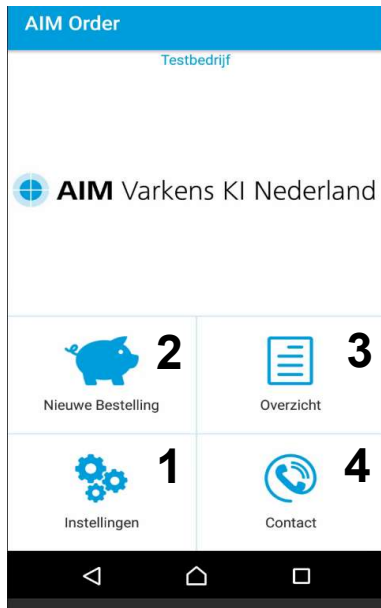 AIM Order
Testbedrijf
AIM Varkens KI Nederland
2
3
Nieuwe Bestelling
Overzicht
1
4
Instellingen
Contact